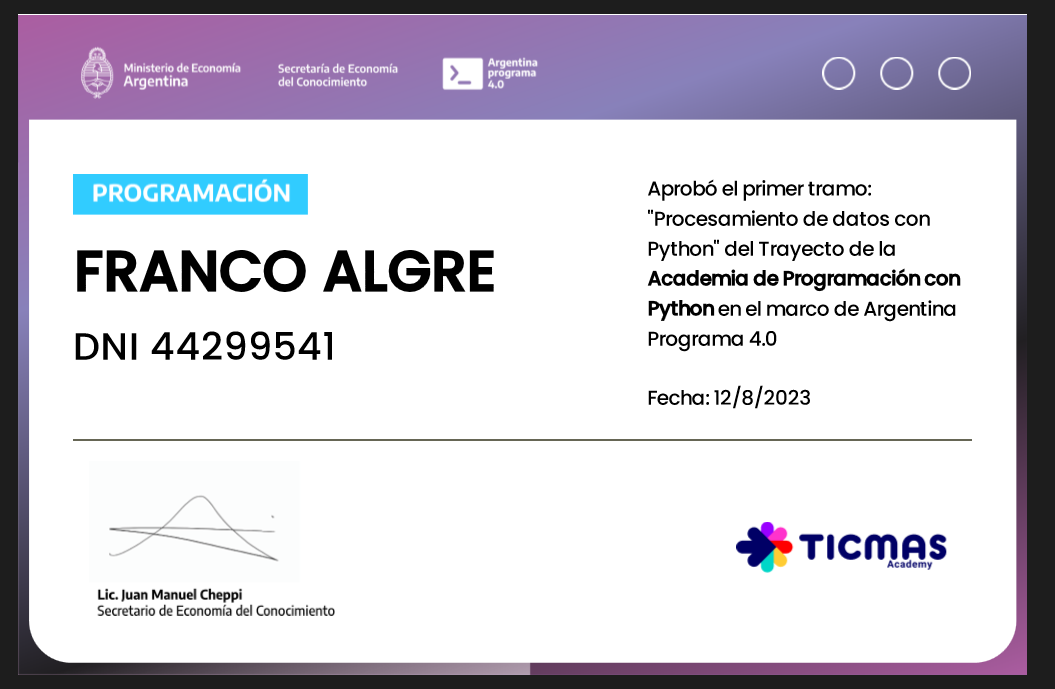 Ministerio de Economía
Argentina
Secretaría de Economía
del Conocimiento
Argentina
programa
4.0
PROGRAMACIÓN
FRANCO ALGRE
DNI 44299541
Aprobó el primer tramo:
"Procesamiento de datos con
Python" del Trayecto de la
Academia de Programación con
Python en el marco de Argentina
Programa 4.0
Fecha: 12/8/2023
Lic. Juan Manuel Cheppi
Secretario de Economía del Conocimiento
TICMAS
Academy